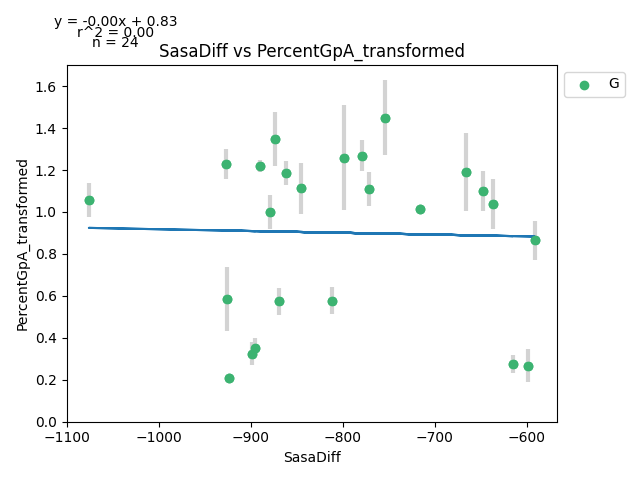 y = -0.00x + 0.83
r^2 = 0.00
n = 24
SasaDiff vs PercentGpA_transformed
G
PercentGpA_transformed
1.6
1.4
1.2
1.0
0.8
0.6
0.4
0.2
0.0
−1100 −1000 −900 −800 −700 −600
SasaDiff